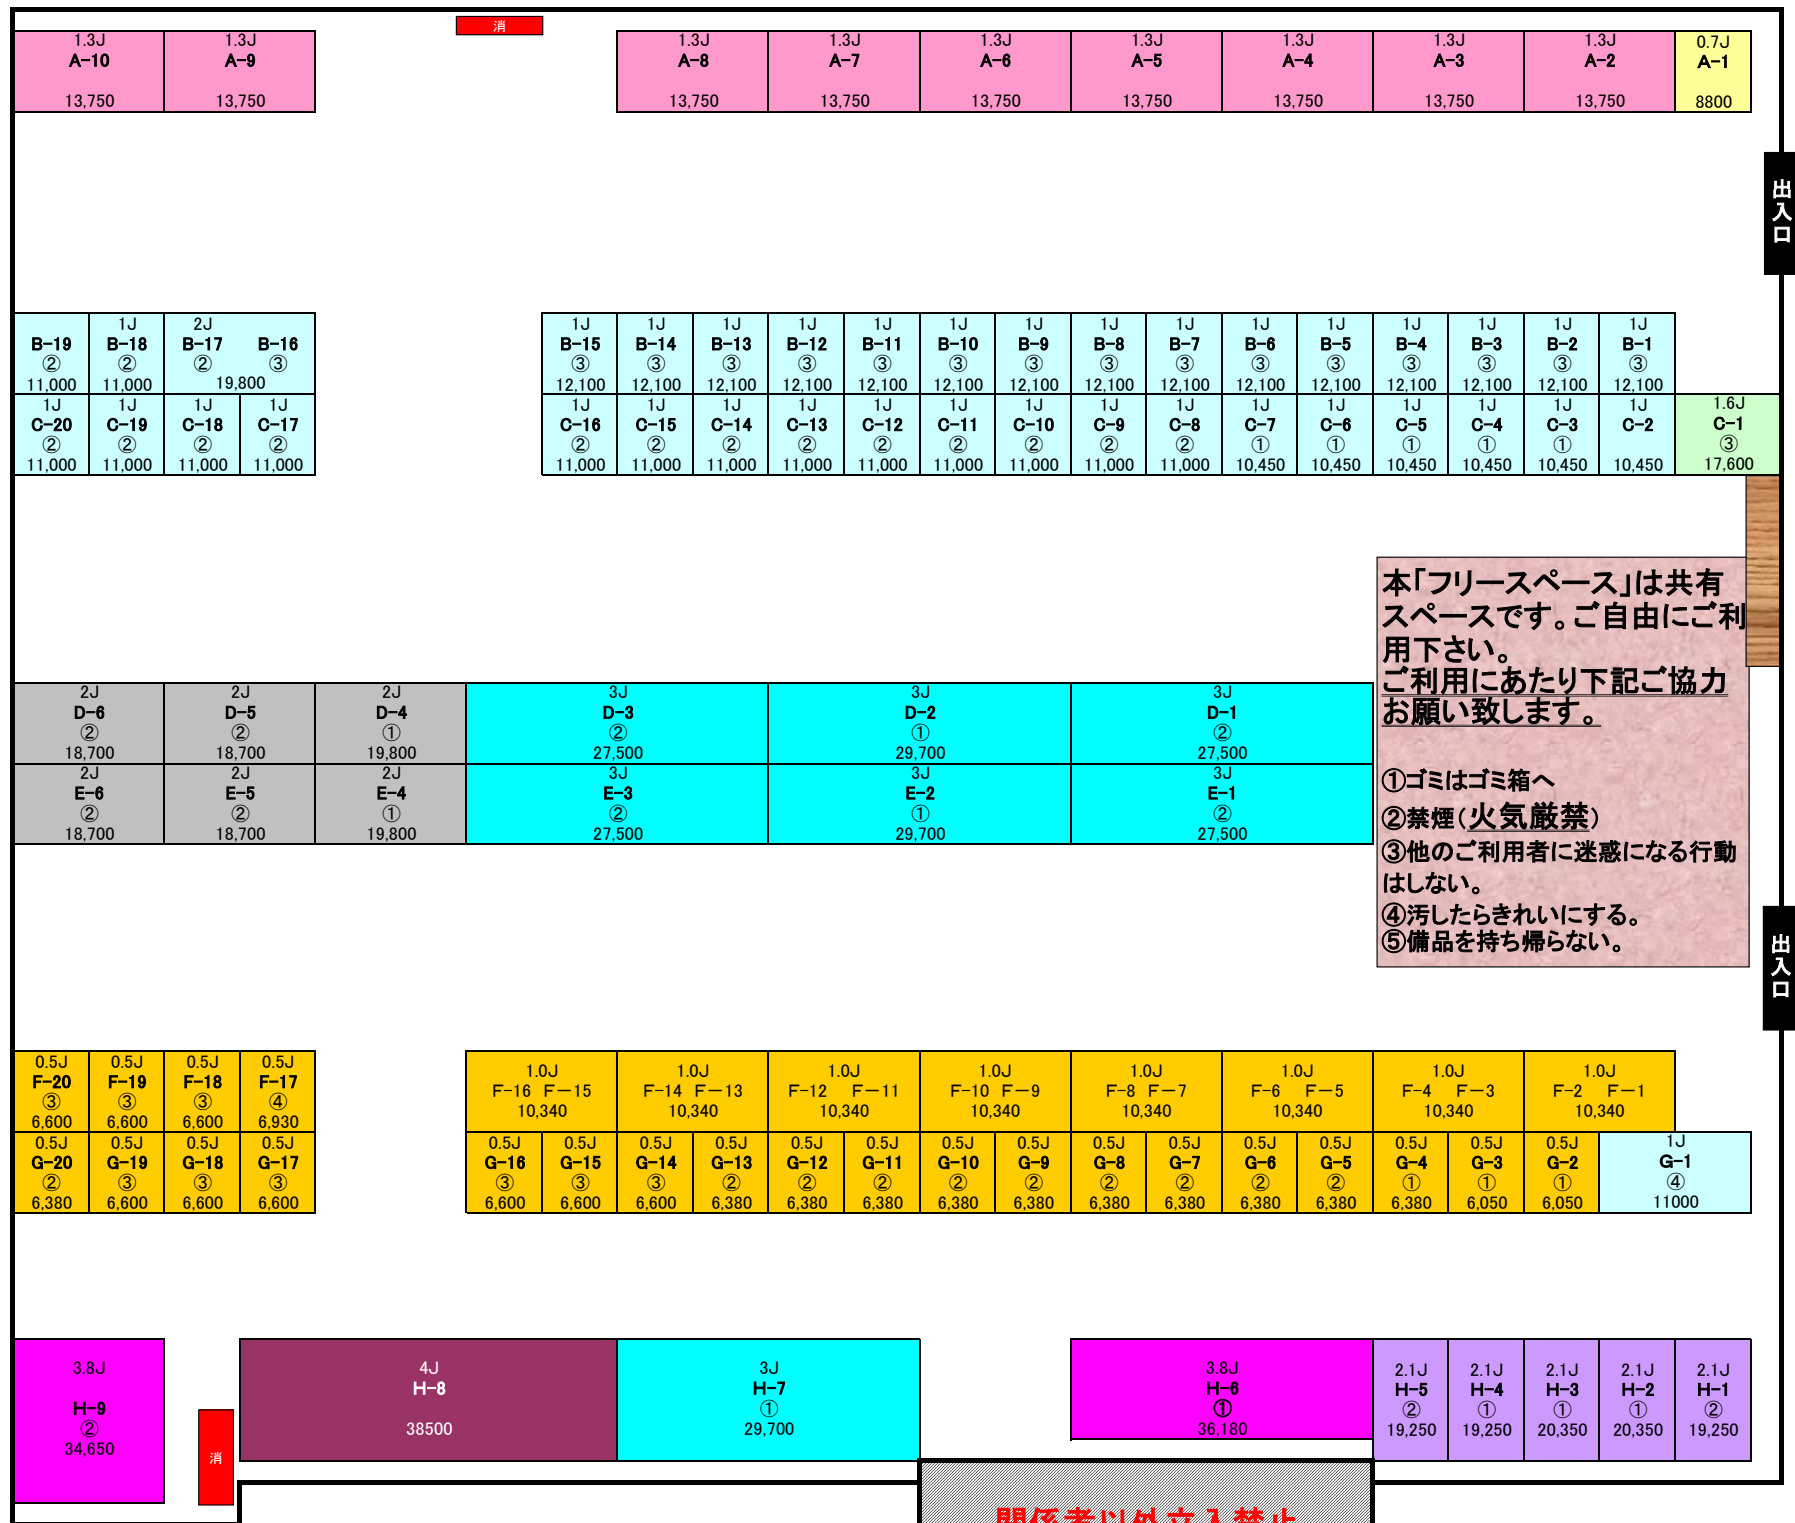 消
1.3J 1.3J 1.3J 1.3J 1.3J 1.3J 1.3J 1.3J 1.3J 0.7J
A-10 A-9 A-8 A-7 A-6 A-5 A-4 A-3 A-2 A-1
13,750 13,750 13,750 13,750 13,750 13,750 13,750 13,750 13,750 8800
出入口
1J 2J 1J 1J 1J 1J 1J 1J 1J 1J 1J 1J 1J 1J 1J 1J 1J
B-19 B-18 B-17 B-16 B-15 B-14 B-13 B-12 B-11 B-10 B-9 B-8 B-7 B-6 B-5 B-4 B-3 B-2 B-1
② ② ② ③ ③ ③ ③ ③ ③ ③ ③ ③ ③ ③ ③ ③ ③ ③ ③
11,000 11,000 19,800 12,100 12,100 12,100 12,100 12,100 12,100 12,100 12,100 12,100 12,100 12,100 12,100 12,100 12,100 12,100
1J 1J 1J 1J 1J 1J 1J 1J 1J 1J 1J 1J 1J 1J 1J 1J 1J 1J 1J 1.6J
C-20 C-19 C-18 C-17 C-16 C-15 C-14 C-13 C-12 C-11 C-10 C-9 C-8 C-7 C-6 C-5 C-4 C-3 C-2 C-1
② ② ② ② ② ② ② ② ② ② ② ② ② ① ① ① ① ① ③
11,000 11,000 11,000 11,000 11,000 11,000 11,000 11,000 11,000 11,000 11,000 11,000 11,000 10,450 10,450 10,450 10,450 10,450 10,450 17,600
本「フリースペース」は共有
スペースです。ご自由にご利
用下さい。
ご利用にあたり下記ご協力
お願い致します。
①ゴミはゴミ箱へ
②禁煙(火気厳禁)
③他のご利用者に迷惑になる行動
はしない。
④汚したらきれいにする。
⑤備品を持ち帰らない。
2J 2J 2J 3J 3J 3J
D-6 D-5 D-4 D-3 D-2 D-1
② ② ① ② ① ②
18,700 18,700 19,800 27,500 29,700 27,500
2J 2J 2J 3J 3J 3J
E-6 E-5 E-4 E-3 E-2 E-1
② ② ① ② ① ②
18,700 18,700 19,800 27,500 29,700 27,500
出入口
0.5J 0.5J 0.5J 0.5J 1.0J 1.0J 1.0J 1.0J 1.0J 1.0J 1.0J 1.0J
F-20 F-19 F-18 F-17 F-16 F-15 F-14 F-13 F-12 F-11 F-10 F-9 F-8 F-7 F-6 F-5 F-4 F-3 F-2 F-1
③ ③ ③ ④
6,600 6,600 6,600 6,930 10,340 10,340 10,340 10,340 10,340 10,340 10,340 10,340
0.5J 0.5J 0.5J 0.5J 0.5J 0.5J 0.5J 0.5J 0.5J 0.5J 0.5J 0.5J 0.5J 0.5J 0.5J 0.5J 0.5J 0.5J 0.5J 1J
G-20 G-19 G-18 G-17 G-16 G-15 G-14 G-13 G-12 G-11 G-10 G-9 G-8 G-7 G-6 G-5 G-4 G-3 G-2 G-1
② ③ ③ ③ ③ ③ ③ ② ② ② ② ② ② ② ② ② ① ① ① ④
6,380 6,600 6,600 6,600 6,600 6,600 6,600 6,380 6,380 6,380 6,380 6,380 6,380 6,380 6,380 6,380 6,380 6,050 6,050 11000
3.8J 4J 3J 3.8J 2.1J 2.1J 2.1J 2.1J 2.1J
H-9 H-8 H-7 H-6 H-5 H-4 H-3 H-2 H-1
② ① ① ② ① ① ① ②
34,650 38500 29,700 36,180 19,250 19,250 20,350 20,350 19,250
消
関係者以外立入禁止